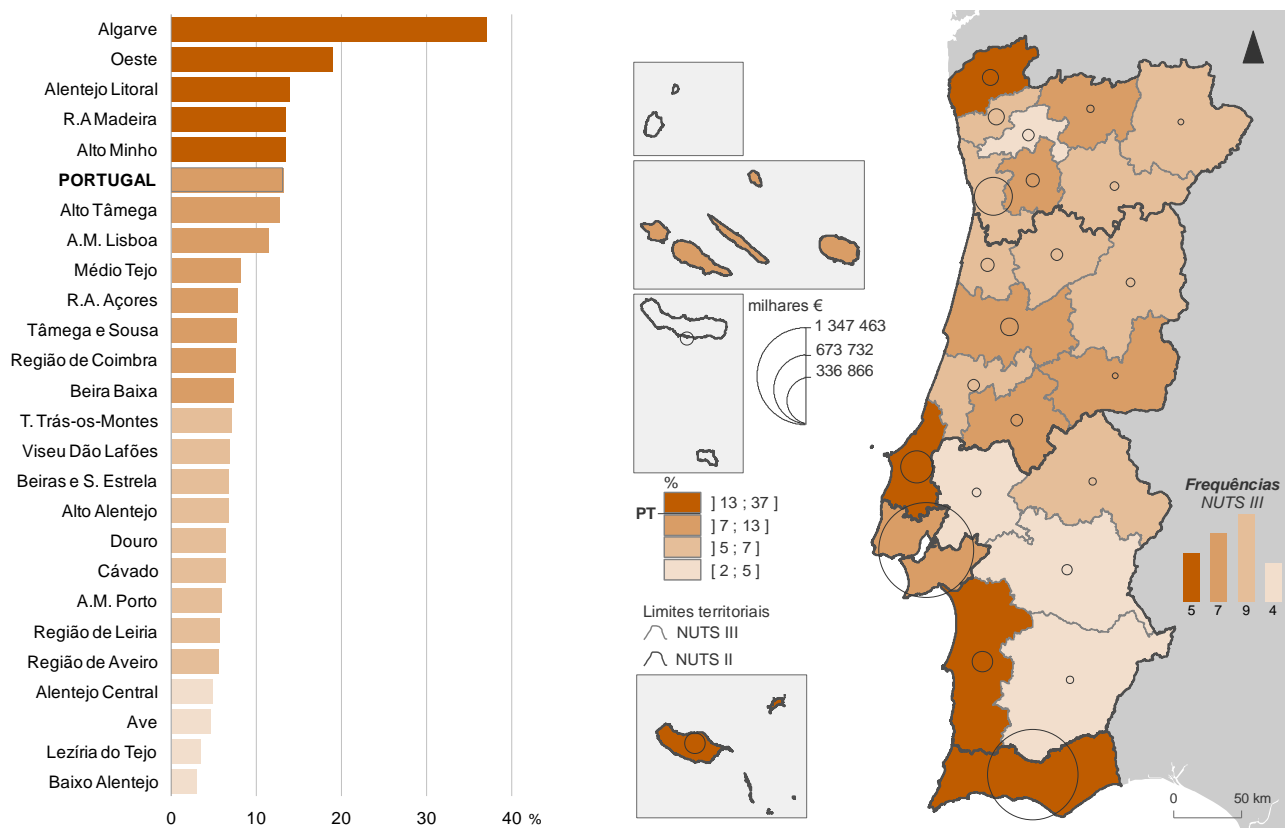 Algarve
Oeste
Alentejo Litoral
R.A Madeira
Alto Minho
PORTUGAL
Alto Tâmega
A.M. Lisboa
Médio Tejo
R.A. Açores
Tâmega e Sousa
Região de Coimbra
Beira Baixa
T. Trás-os-Montes
Viseu Dão Lafões
Beiras e S. Estrela
Alto Alentejo
Douro
Cávado
A.M. Porto
Região de Leiria
Região de Aveiro
Alentejo Central
Ave
Lezíria do Tejo
Baixo Alentejo
0 10 20 30 40 %
milhares €
1 347 463
673 732
336 866
%
] 13 ; 37 ]
PT
] 7 ; 13 ]
] 5 ; 7 ]
[ 2 ; 5 ]
Limites territoriais
NUTS III
NUTS II
Frequências
NUTS III
5 7 9 4
0 50 km